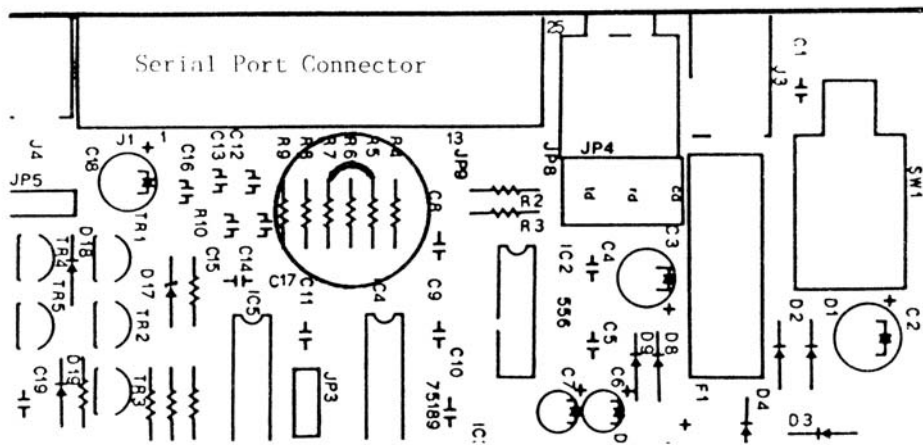 25
Serial Port Connector
C1
J3
J4
J1
1
C18
C16
C13
C12
R9
R8
R7
R6
R5
R4
13
JP9
JP8
JP4
JP5
SW1
R2
R3
C8
TR1
R10
C15
C14
C17
C11
IC5
IC4
C9
IC2
C4
C3
556
C5
TR4
D18
TR5
D17
TR2
D9
D8
D2
D1
C2
C19
D19
TR3
JP3
C10
75189
C7
C6
F1
D4
D3